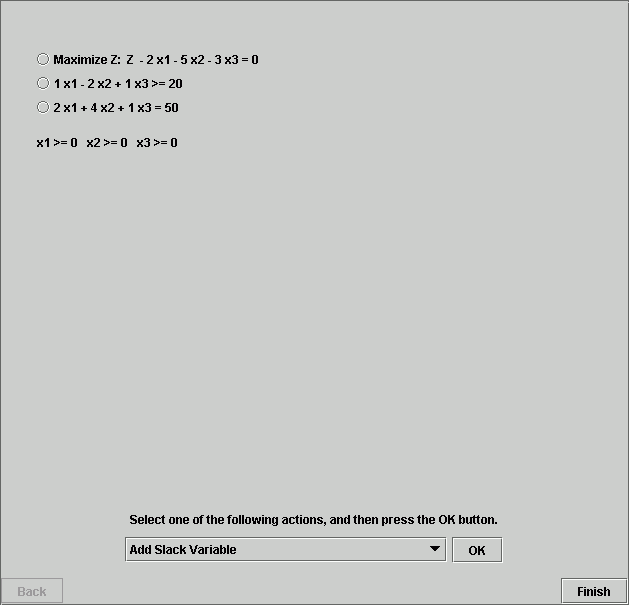 Maximize Z: Z - 2 x1 - 5 x2 - 3 x3 = 0
1 x1 - 2 x2 + 1 x3 >= 20
2 x1 + 4 x2 + 1 x3 = 50
x1 >= 0 x2 >= 0 x3 >= 0
Select one of the following actions, and then press the OK button.
Add Slack Variable OK
Back Finish